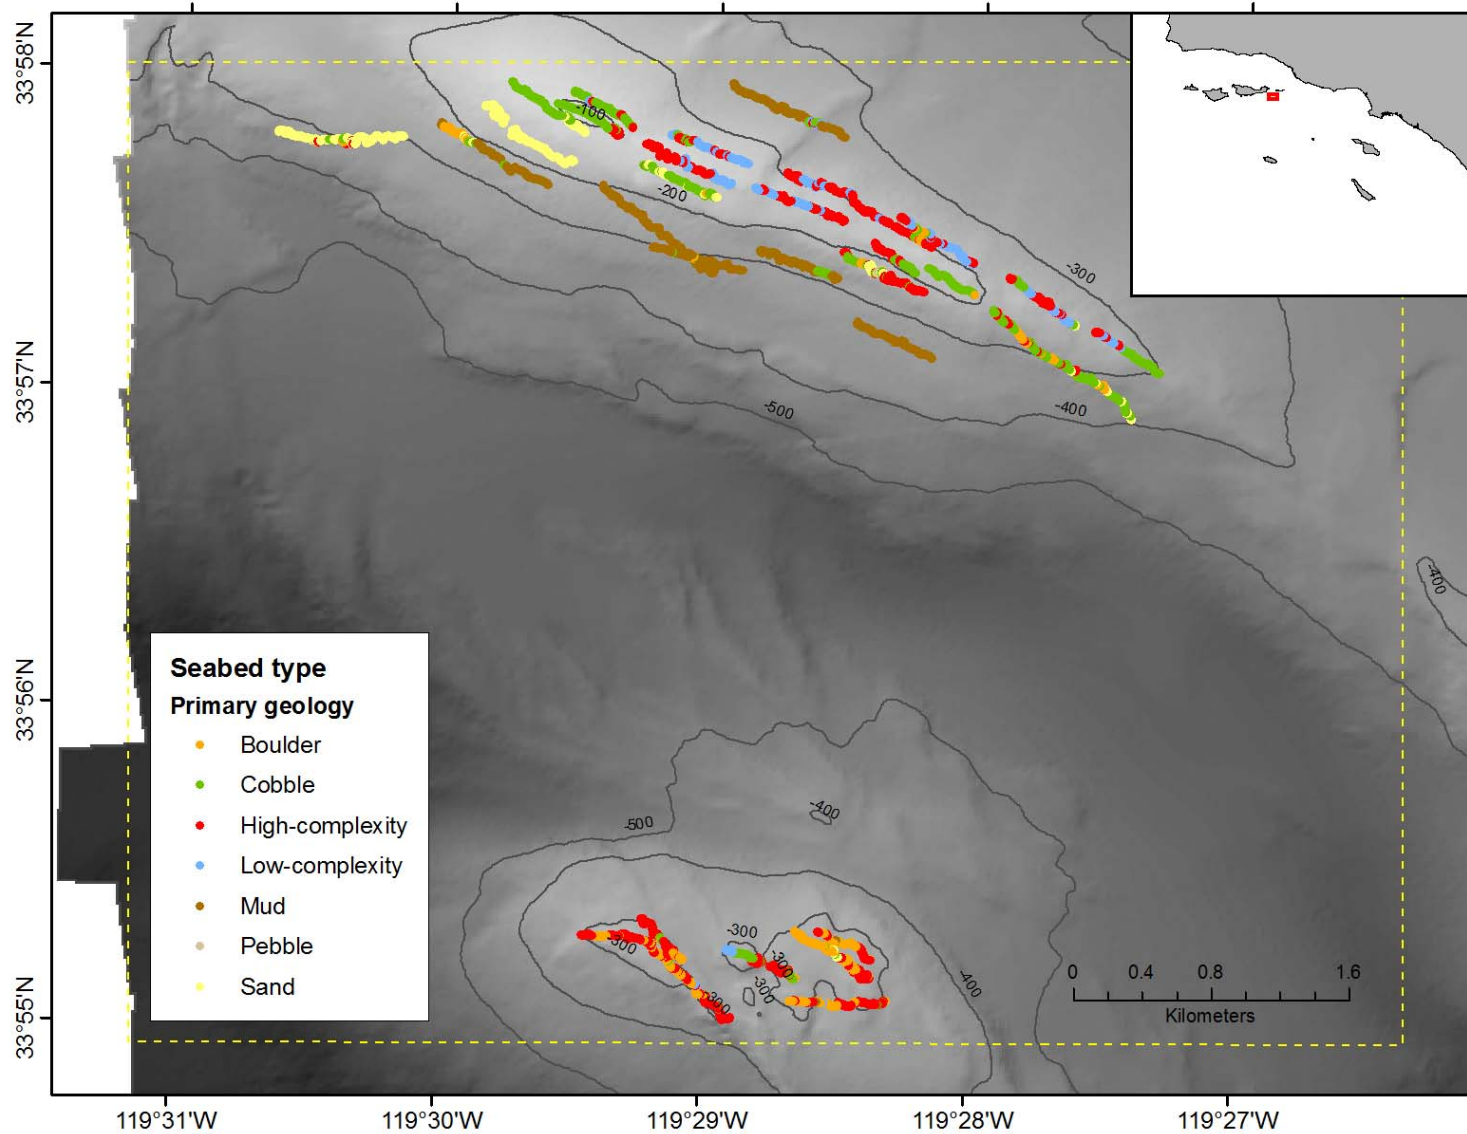 33°58'N
-100
-200
-300
33°57'N
-500
-400
-400
33°56'N
Seabed type
Primary geology
Boulder
Cobble
High-complexity
Low-complexity
Mud
Pebble
Sand
-400
-500
-300
-300
-300
-300
-300
-400
0 0.4 0.8 1.6
Kilometers
33°55'N
119°31'W 119°30'W 119°29'W 119°28'W 119°27'W